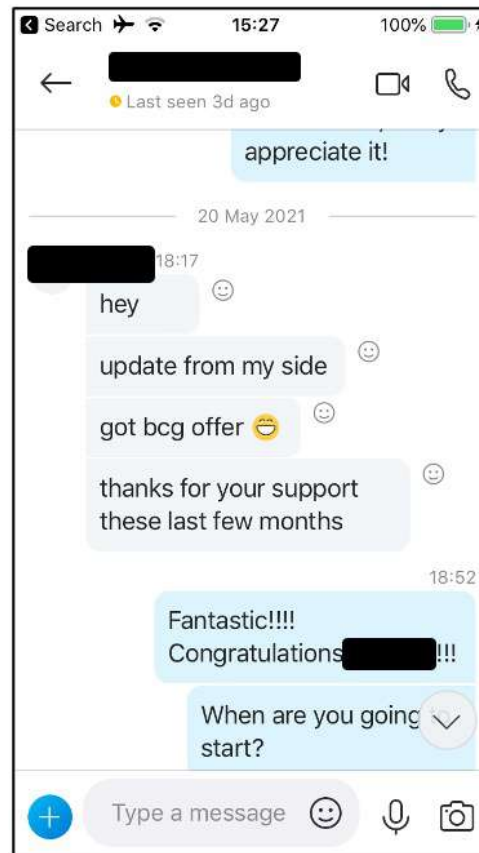 Search 15:27 100%
Last seen 3d ago
appreciate it!
20 May 2021
18:17
hey
update from my side
got bcg offer 😁
thanks for your support
these last few months
18:52
Fantastic!!!!
Congratulations !!!
When are you going to
start?
Type a message